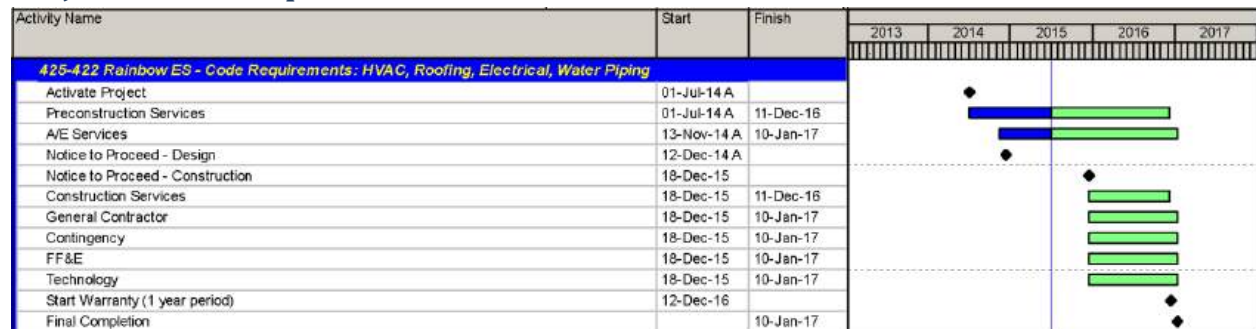 Activity Name Start Finish
2013 2014 2015 2016 2017
425-422 Rainbow ES - Code Requirements: HVAC, Roofing, Electrical, Water Piping
Activate Project 01-Jul-14 A
Preconstruction Services 01-Jul-14 A 11-Dec-16
A/E Services 13-Nov-14 A 10-Jan-17
Notice to Proceed - Design 12-Dec-14 A
Notice to Proceed - Construction 18-Dec-15
Construction Services 18-Dec-15 11-Dec-16
General Contractor 18-Dec-15 10-Jan-17
Contingency 18-Dec-15 10-Jan-17
FF&E 18-Dec-15 10-Jan-17
Technology 18-Dec-15 10-Jan-17
Start Warranty (1 year period) 12-Dec-16
Final Completion 10-Jan-17